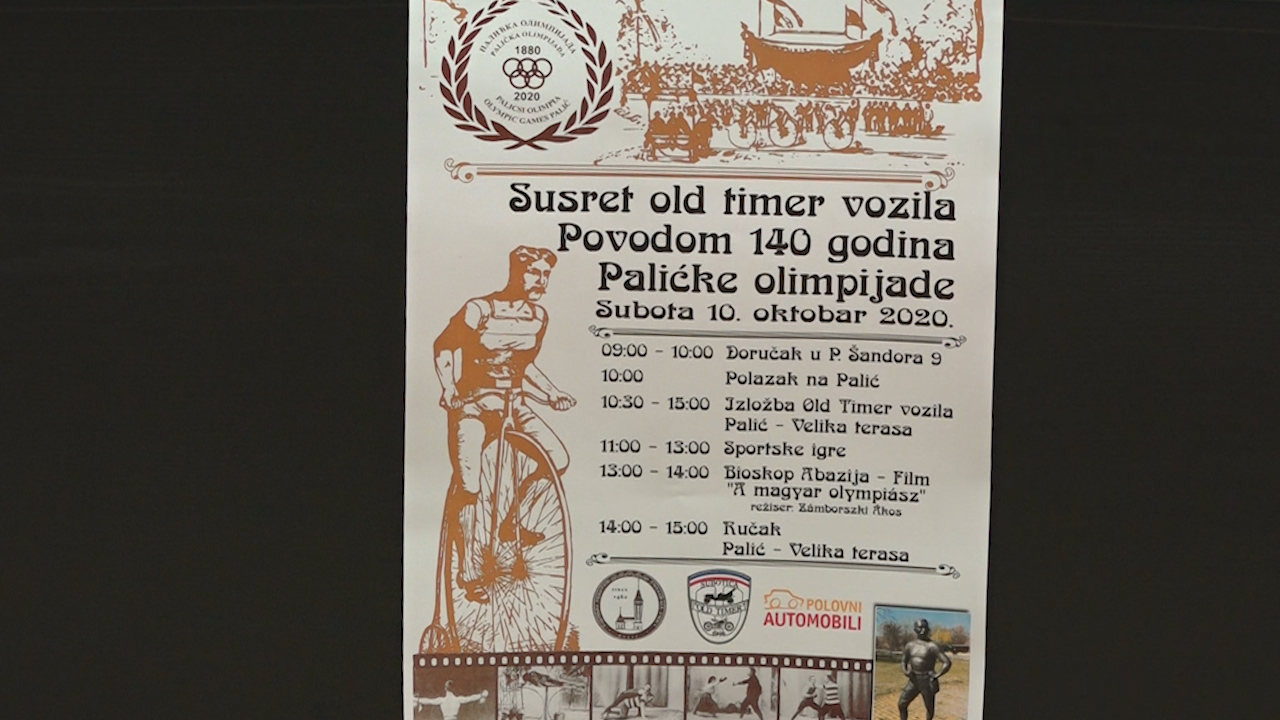 ПАЛИЋКА ОЛИМПИЈАДА
PALIĆKA OLIMPIJADA
1880
2020
PALICSI OLIMPIA
OLYMPIC GAMES PALIĆ
Susret old timer vozila
Povodom 140 godina
Palićke olimpijade
Subota 10. oktobar 2020.
09:00 - 10:00 Doručak u P. Šandora 9
10:00 Polazak na Palić
10:30 - 15:00 Izložba Old Timer vozila
Palić - Velika terasa
11:00 - 13:00 Sportske igre
13:00 - 14:00 Bioskop Abazija - Film
"A magyar olympiász"
režiser: Zámborszki Ákos
14:00 - 15:00 Ručak
Palić - Velika terasa
SUBOTICA
OLD TIMER
POLOVNI
AUTOMOBILI